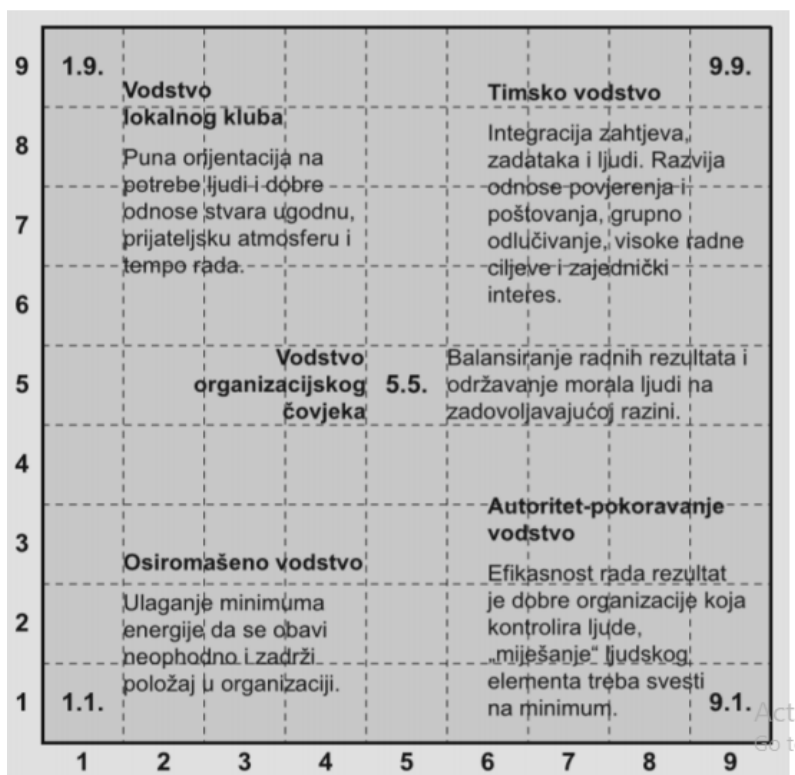 9
1.9.
Vodstvo
lokalnog kluba
Puna orijentacija na
potrebe ljudi i dobre
odnose stvara ugodnu,
prijateljsku atmosferu i
tempo rada.
9.9.
Timsko vodstvo
Integracija zahtjeva,
zadataka i ljudi. Razvija
odnose povjerenja i
poštovanja, grupno
odlučivanje, visoke radne
ciljeve i zajednički
interes.
8
7
6
5
Vodstvo
organizacijskog
čovjeka
5.5.
Balansiranje radnih rezultata i
održavanje morala ljudi na
zadovoljavajućoj razini.
4
3
Osiromašeno vodstvo
Ulaganje minimuma
energije da se obavi
neophodno i zadrži
položaj u organizaciji.
Autoritet-pokoravanje
vodstvo
Efikasnost rada rezultat
je dobre organizacije koja
kontrolira ljude,
„miješanje“ ljudskog
elementa treba svesti
na minimum.
2
1
1.1.
9.1.
Act
Go t
1 2 3 4 5 6 7 8 9